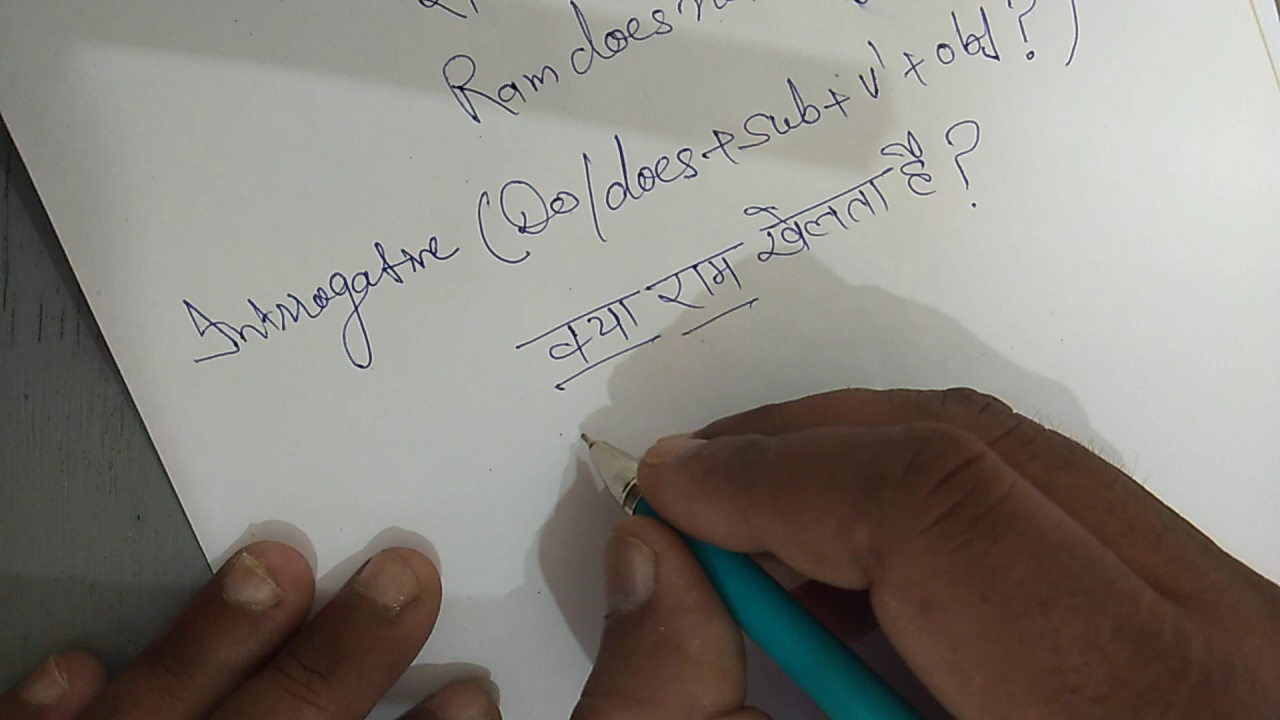 Ram does
Interrogative (Do/does+sub+v¹+obj?)
क्या राम खेलता है?